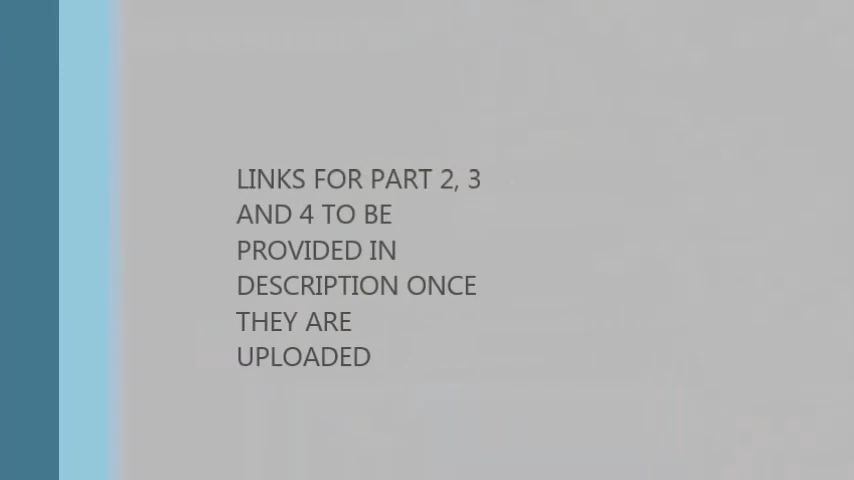 LINKS FOR PART 2, 3
AND 4 TO BE
PROVIDED IN
DESCRIPTION ONCE
THEY ARE
UPLOADED